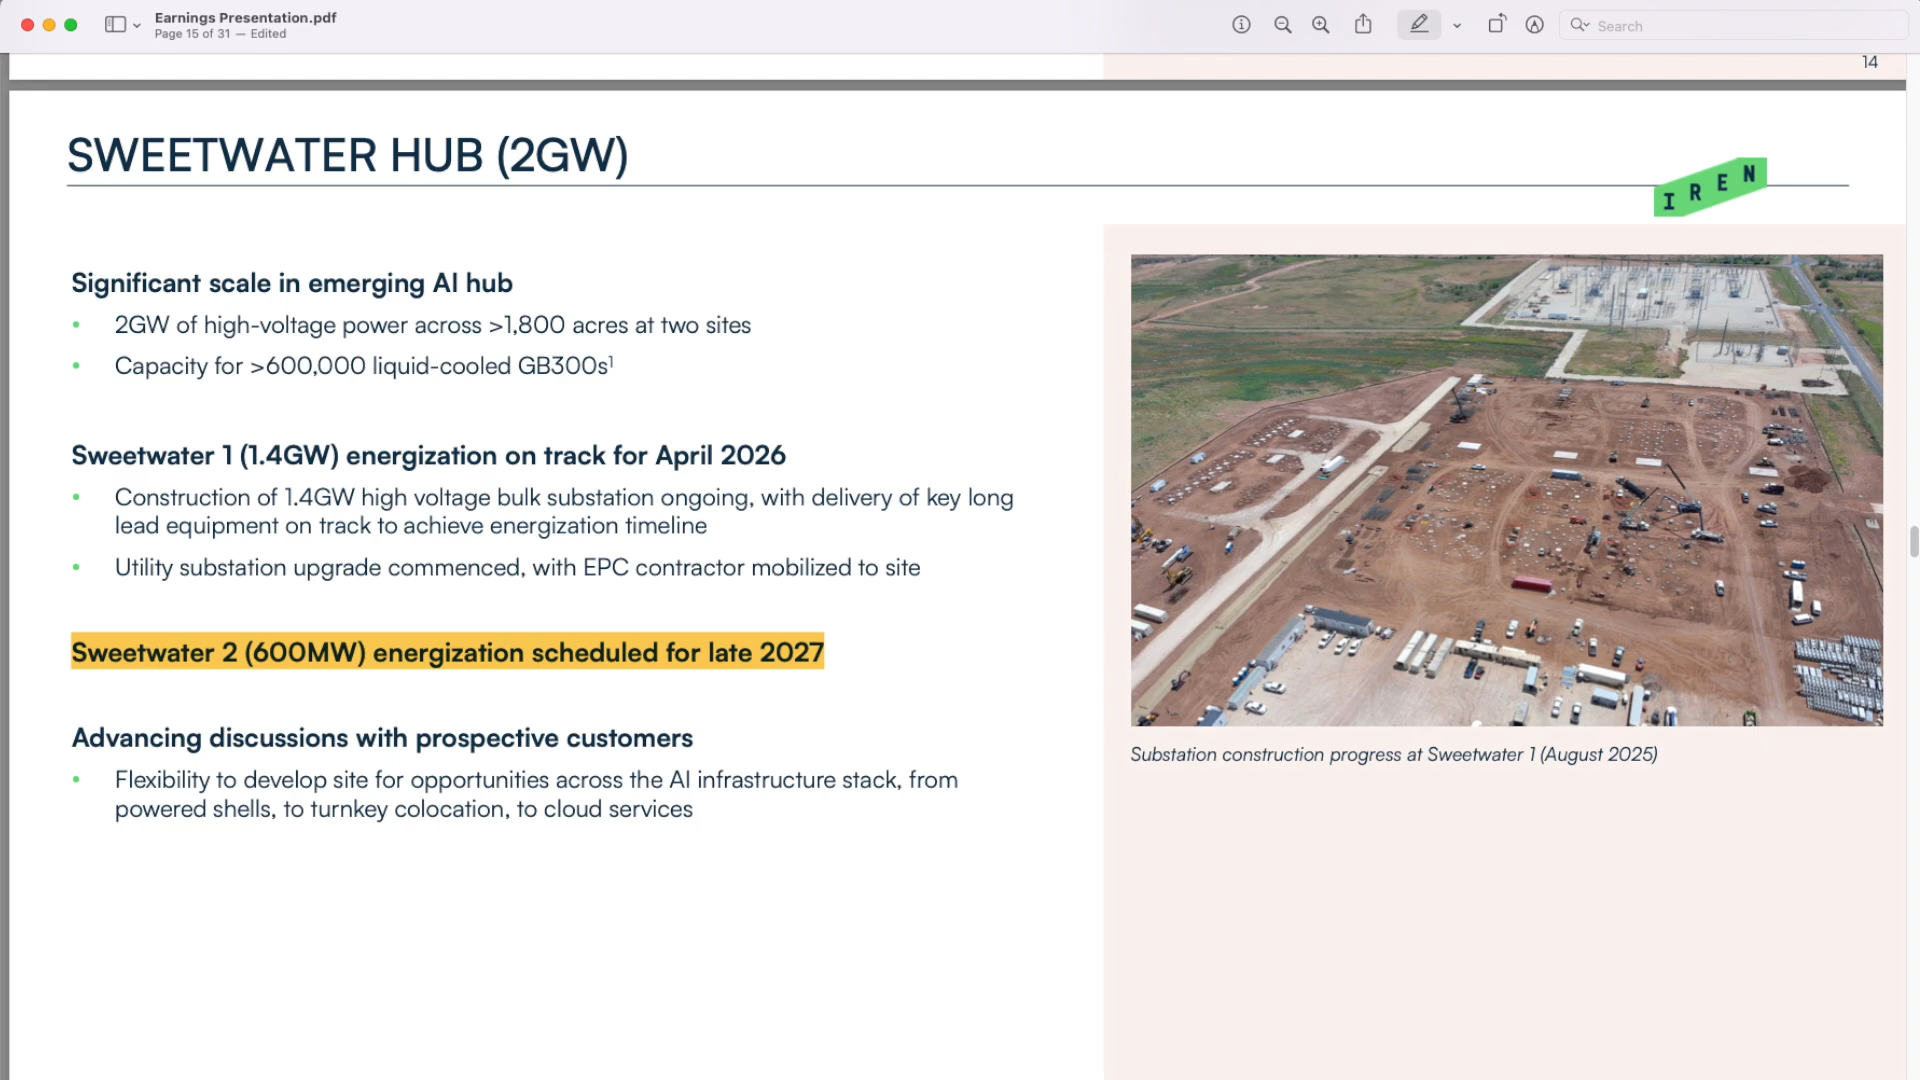 Earnings Presentation.pdf
Page 15 of 31 — Edited
Search
14
SWEETWATER HUB (2GW)
IREN
Significant scale in emerging AI hub
• 2GW of high-voltage power across >1,800 acres at two sites
• Capacity for >600,000 liquid-cooled GB300s¹
Sweetwater 1 (1.4GW) energization on track for April 2026
• Construction of 1.4GW high voltage bulk substation ongoing, with delivery of key long
lead equipment on track to achieve energization timeline
• Utility substation upgrade commenced, with EPC contractor mobilized to site
Sweetwater 2 (600MW) energization scheduled for late 2027
Advancing discussions with prospective customers
• Flexibility to develop site for opportunities across the AI infrastructure stack, from
powered shells, to turnkey colocation, to cloud services
Substation construction progress at Sweetwater 1 (August 2025)